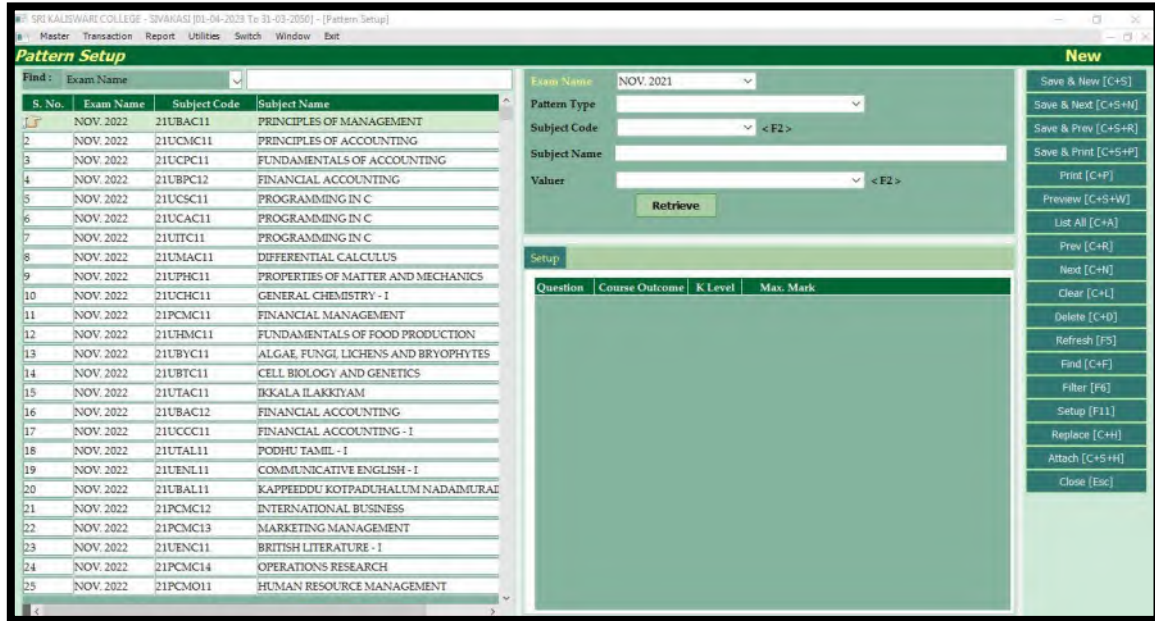 SRI KALISWARI COLLEGE - SIVAKASI [01-04-2023 To 31-03-2050] - [Pattern Setup]
Master Transaction Report Utilities Switch Window Exit
Pattern Setup New
Find : Exam Name
S. No. Exam Name Subject Code Subject Name
NOV. 2022 21UBAC11 PRINCIPLES OF MANAGEMENT
2 NOV. 2022 21UCMC11 PRINCIPLES OF ACCOUNTING
3 NOV. 2022 21UCPC11 FUNDAMENTALS OF ACCOUNTING
4 NOV. 2022 21UBPC12 FINANCIAL ACCOUNTING
5 NOV. 2022 21UCSC11 PROGRAMMING IN C
6 NOV. 2022 21UCAC11 PROGRAMMING IN C
7 NOV. 2022 21UITC11 PROGRAMMING IN C
8 NOV. 2022 21UMAC11 DIFFERENTIAL CALCULUS
9 NOV. 2022 21UPHC11 PROPERTIES OF MATTER AND MECHANICS
10 NOV. 2022 21UCHC11 GENERAL CHEMISTRY - I
11 NOV. 2022 21PCMC11 FINANCIAL MANAGEMENT
12 NOV. 2022 21UHMC11 FUNDAMENTALS OF FOOD PRODUCTION
13 NOV. 2022 21UBYC11 ALGAE, FUNGI, LICHENS AND BRYOPHYTES
14 NOV. 2022 21UBTC11 CELL BIOLOGY AND GENETICS
15 NOV. 2022 21UTAC11 IKKALA ILAKKIYAM
16 NOV. 2022 21UBAC12 FINANCIAL ACCOUNTING
17 NOV. 2022 21UCCC11 FINANCIAL ACCOUNTING - I
18 NOV. 2022 21UTAL11 PODHU TAMIL - I
19 NOV. 2022 21UENL11 COMMUNICATIVE ENGLISH - I
20 NOV. 2022 21UBAL11 KAPPEEDDU KOTPADUHALUM NADAIMURAI
21 NOV. 2022 21PCMC12 INTERNATIONAL BUSINESS
22 NOV. 2022 21PCMC13 MARKETING MANAGEMENT
23 NOV. 2022 21UENC11 BRITISH LITERATURE - I
24 NOV. 2022 21PCMC14 OPERATIONS RESEARCH
25 NOV. 2022 21PCMO11 HUMAN RESOURCE MANAGEMENT
Exam Name NOV. 2021
Pattern Type
Subject Code < F2 >
Subject Name
Valuer < F2 >
Retrieve
Setup
Question Course Outcome K Level Max. Mark
Save & New [C+S]
Save & Next [C+S+N]
Save & Prev [C+S+R]
Save & Print [C+S+P]
Print [C+P]
Preview [C+S+W]
List All [C+A]
Prev [C+R]
Next [C+N]
Clear [C+L]
Delete [C+D]
Refresh [F5]
Find [C+F]
Filter [F6]
Setup [F11]
Replace [C+H]
Attach [C+S+H]
Close [Esc]